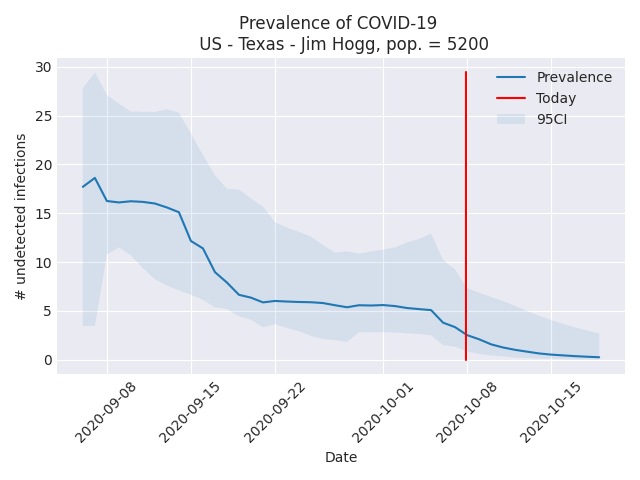 Prevalence of COVID-19
US - Texas - Jim Hogg, pop. = 5200
Prevalence
Today
95CI
# undetected infections
30
25
20
15
10
5
0
2020-09-08
2020-09-15
2020-09-22
2020-10-01
2020-10-08
2020-10-15
Date